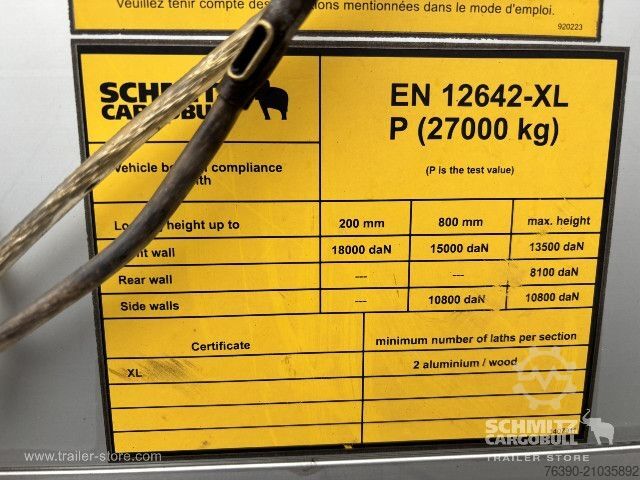 Veuillez tenir compte des mentionnées dans le mode d'emploi.
920223
SCHMITZ
CARGOBULL
EN 12642-XL
P (27000 kg)
(P is the test value)
Vehicle compliance
height up to 200 mm 800 mm max. height
wall 18000 daN 15000 daN 13500 daN
Rear wall --- --- 8100 daN
Side walls --- 10800 daN 10800 daN
Certificate minimum number of laths per section
XL 2 aluminium / wood
SCHMITZ
CARGOBULL
TRAILER STORE
www.trailer-store.com
76390-21035892